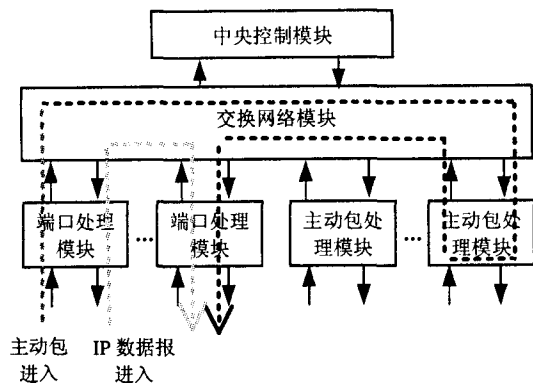 中央控制模块
交换网络模块
端口处理
模块
…
端口处理
模块
主动包处
理模块
…
主动包处
理模块
主动包
进入
IP 数据报
进入